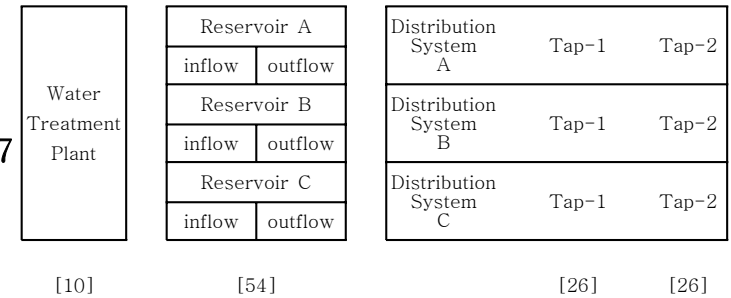 7
Water
Treatment
Plant
Reservoir A
inflow outflow
Reservoir B
inflow outflow
Reservoir C
inflow outflow
Distribution
System
A
Tap-1 Tap-2
Distribution
System
B
Tap-1 Tap-2
Distribution
System
C
Tap-1 Tap-2
[10] [54] [26] [26]